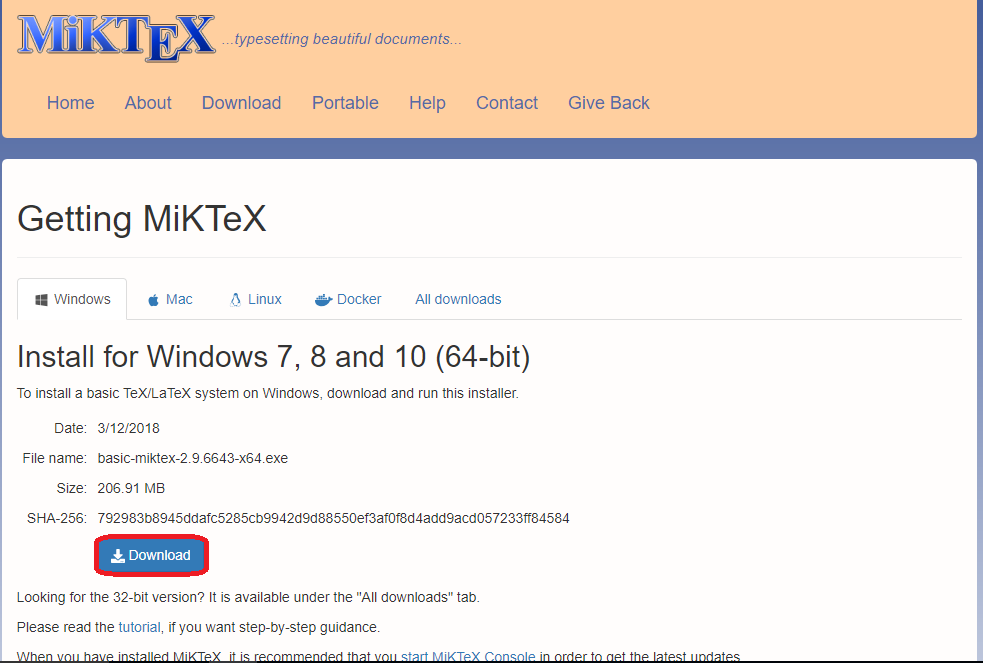 MiKTeX ...typesetting beautiful documents...
Home About Download Portable Help Contact Give Back
Getting MiKTeX
Windows Mac Linux Docker All downloads
Install for Windows 7, 8 and 10 (64-bit)
To install a basic TeX/LaTeX system on Windows, download and run this installer.
Date: 3/12/2018
File name: basic-miktex-2.9.6643-x64.exe
Size: 206.91 MB
SHA-256: 792983b8945ddafc5285cb9942d9d88550ef3af0f8d4add9acd057233ff84584
Download
Looking for the 32-bit version? It is available under the "All downloads" tab.
Please read the tutorial, if you want step-by-step guidance.
When you have installed MiKTeX, it is recommended that you start MiKTeX Console in order to get the latest updates.